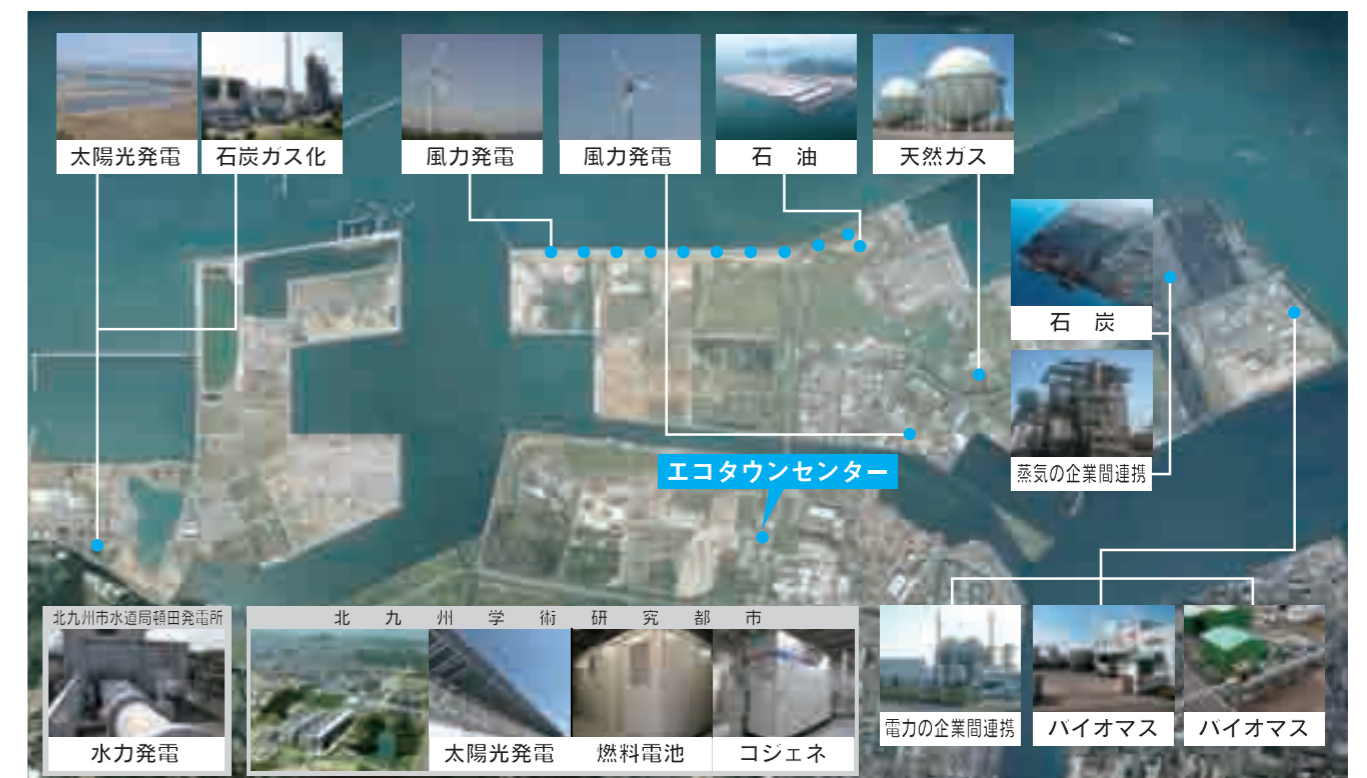 太陽光発電
石炭ガス化
風力発電
風力発電
石　油
天然ガス
石　炭
蒸気の企業間連携
エコタウンセンター
北九州市水道局頓田発電所
水力発電
北　九　州　学　術　研　究　都　市
太陽光発電
燃料電池
コジェネ
電力の企業間連携
バイオマス
バイオマス